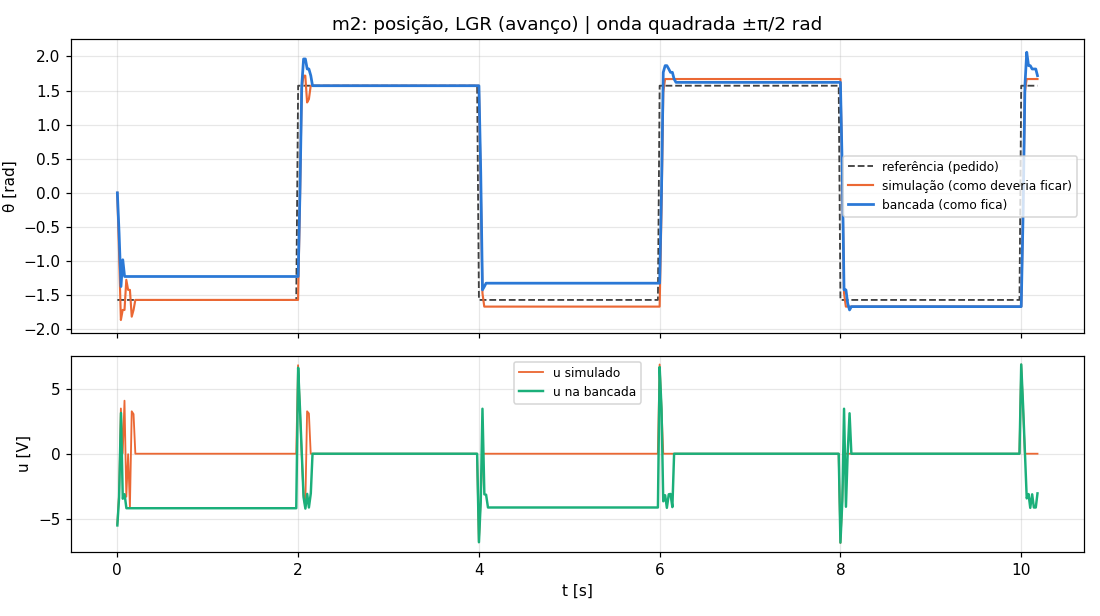 m2: posição, LGR (avanço) | onda quadrada ±π/2 rad
θ [rad]
2.0
1.5
1.0
0.5
0.0
−0.5
−1.0
−1.5
−2.0
referência (pedido)
simulação (como deveria ficar)
bancada (como fica)
u [V]
5
0
−5
u simulado
u na bancada
0 2 4 6 8 10
t [s]